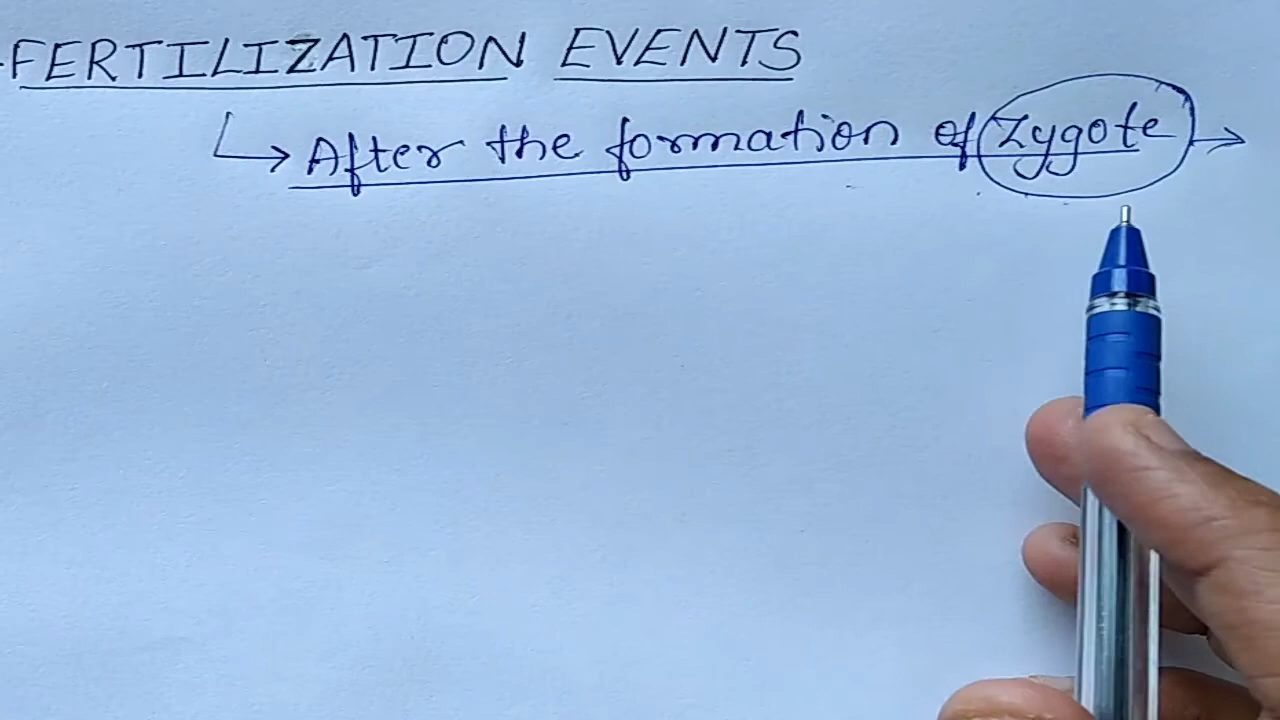 -FERTILIZATION EVENTS
↳ After the formation of Zygote →